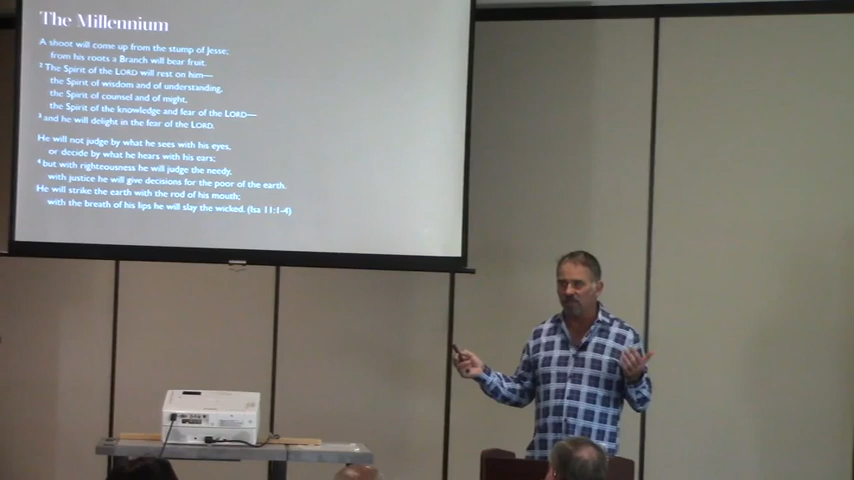 The Millennium
A shoot will come up from the stump of Jesse;
from his roots a Branch will bear fruit.
2 The Spirit of the LORD will rest on him—
the Spirit of wisdom and of understanding,
the Spirit of counsel and of might,
the Spirit of the knowledge and fear of the LORD—
3 and he will delight in the fear of the LORD.
He will not judge by what he sees with his eyes,
or decide by what he hears with his ears;
4 but with righteousness he will judge the needy,
with justice he will give decisions for the poor of the earth.
He will strike the earth with the rod of his mouth;
with the breath of his lips he will slay the wicked. (Isa 11:1-4)